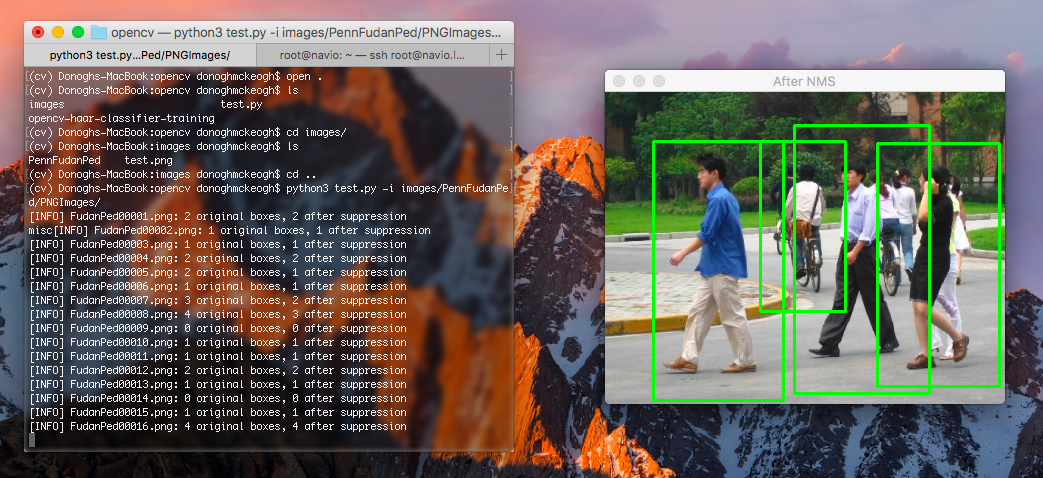 opencv — python3 test.py -i images/PennFudanPed/PNGImages...
python3 test.py...Ped/PNGImages/
root@navio: ~ — ssh root@navio.l...
(cv) Donoghs-MacBook:opencv donoghmckeogh$ open .
(cv) Donoghs-MacBook:opencv donoghmckeogh$ ls
images test.py
opencv-haar-classifier-training
(cv) Donoghs-MacBook:opencv donoghmckeogh$ cd images/
(cv) Donoghs-MacBook:images donoghmckeogh$ ls
PennFudanPed test.png
(cv) Donoghs-MacBook:images donoghmckeogh$ cd ..
(cv) Donoghs-MacBook:opencv donoghmckeogh$ python3 test.py -i images/PennFudanPe
d/PNGImages/
[INFO] FudanPed00001.png: 2 original boxes, 2 after suppression
misc[INFO] FudanPed00002.png: 1 original boxes, 1 after suppression
[INFO] FudanPed00003.png: 1 original boxes, 1 after suppression
[INFO] FudanPed00004.png: 2 original boxes, 2 after suppression
[INFO] FudanPed00005.png: 2 original boxes, 1 after suppression
[INFO] FudanPed00006.png: 1 original boxes, 1 after suppression
[INFO] FudanPed00007.png: 3 original boxes, 2 after suppression
[INFO] FudanPed00008.png: 4 original boxes, 3 after suppression
[INFO] FudanPed00009.png: 0 original boxes, 0 after suppression
[INFO] FudanPed00010.png: 1 original boxes, 1 after suppression
[INFO] FudanPed00011.png: 1 original boxes, 1 after suppression
[INFO] FudanPed00012.png: 2 original boxes, 2 after suppression
[INFO] FudanPed00013.png: 1 original boxes, 1 after suppression
[INFO] FudanPed00014.png: 0 original boxes, 0 after suppression
[INFO] FudanPed00015.png: 1 original boxes, 1 after suppression
[INFO] FudanPed00016.png: 4 original boxes, 4 after suppression
After NMS